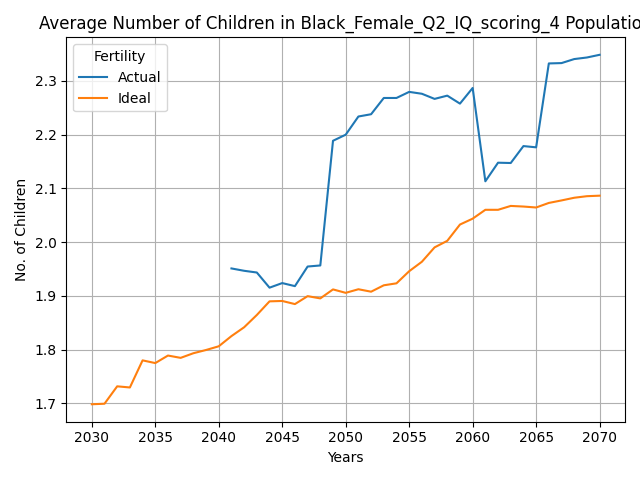 Average Number of Children in Black_Female_Q2_IQ_scoring_4 Populatio
Fertility
Actual
Ideal
No. of Children
2.3
2.2
2.1
2.0
1.9
1.8
1.7
2030 2035 2040 2045 2050 2055 2060 2065 2070
Years